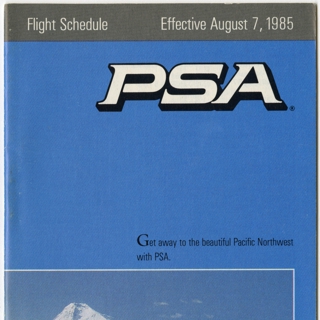 Flight Schedule Effective August 7, 1985
PSA®
Get away to the beautiful Pacific Northwest
with PSA.